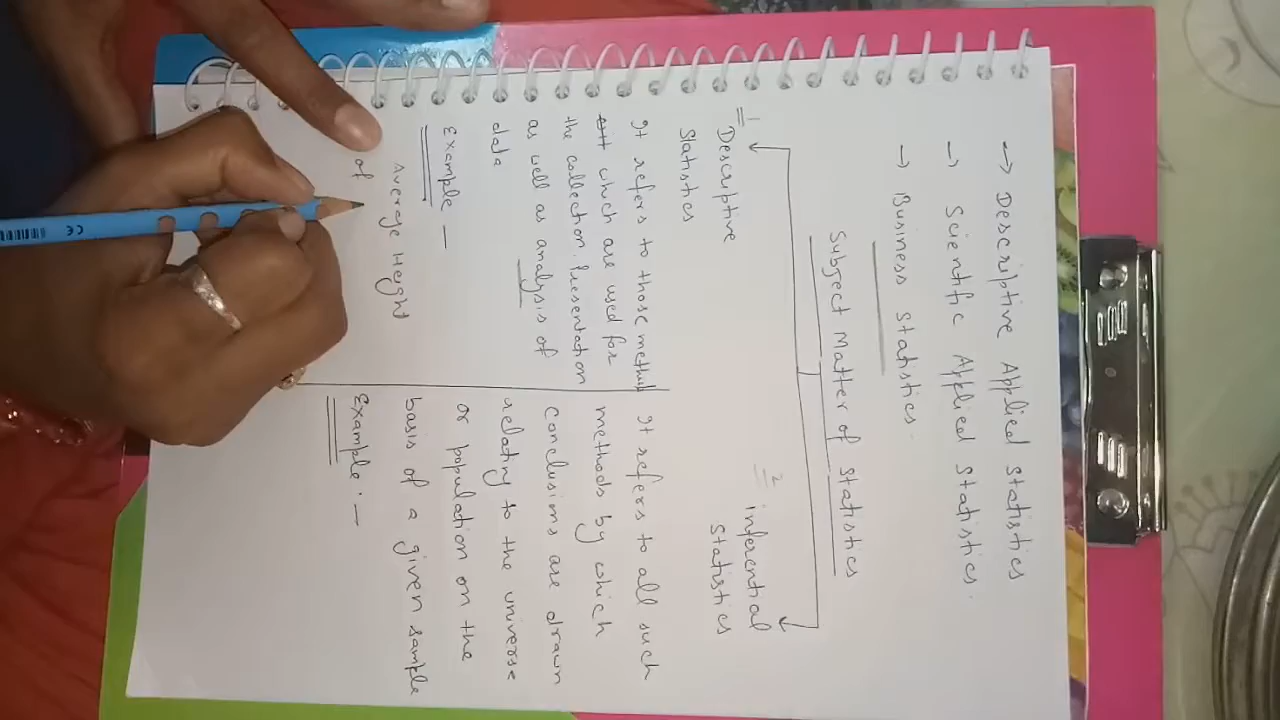 → Descriptive Applied Statistics
→ Scientific Applied Statistics.
→ Business Statistics.
Subject Matter of Statistics
1
Descriptive
Statistics
It refers to those method
which are used for
the collection. Presentation
as well as analysis of
data
Example –
Average Height
of
2
inferential
Statistics
It refers to all such
methods by which
conclusions are drawn
relating to the universe
or population on the
basis of a given sample
Example. –
CE